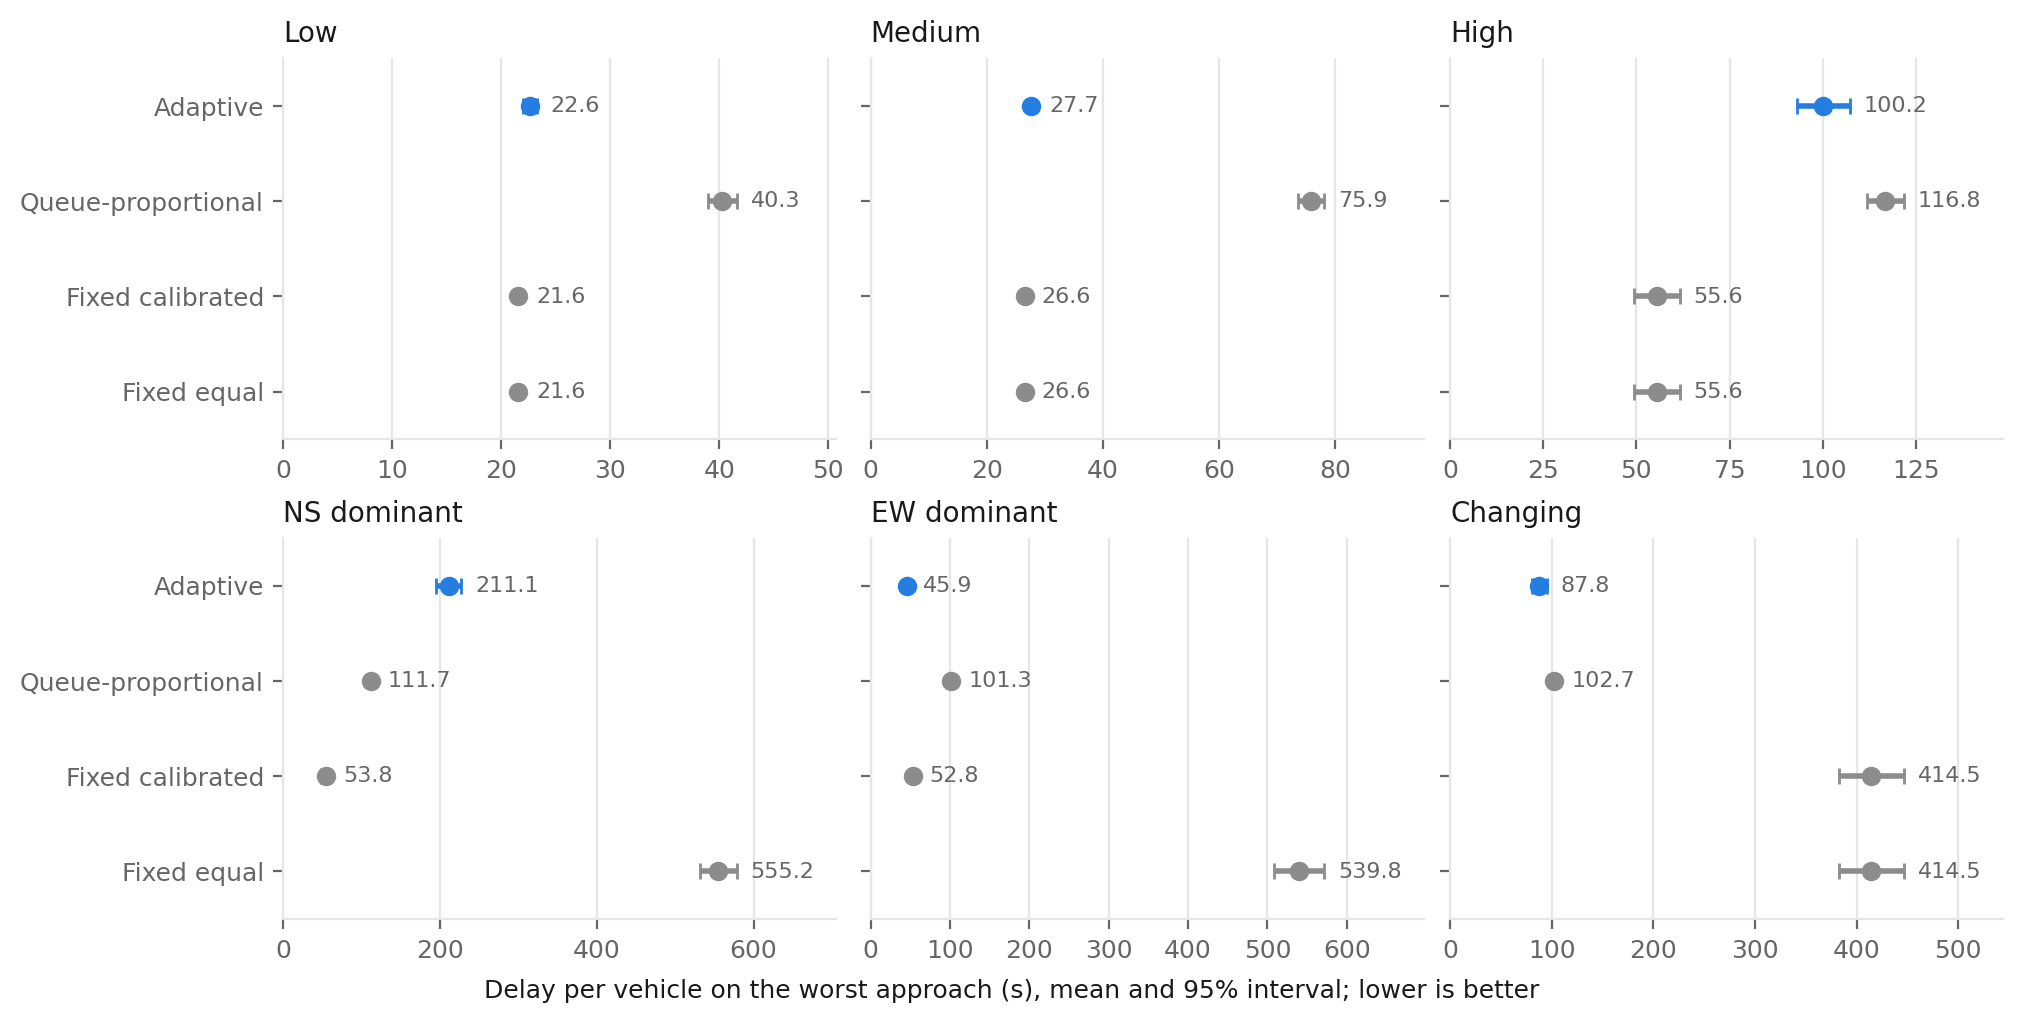 Low
Medium
High
Adaptive
22.6
27.7
100.2
Queue-proportional
40.3
75.9
116.8
Fixed calibrated
21.6
26.6
55.6
Fixed equal
21.6
26.6
55.6
0 10 20 30 40 50
0 20 40 60 80
0 25 50 75 100 125
NS dominant
EW dominant
Changing
Adaptive
211.1
45.9
87.8
Queue-proportional
111.7
101.3
102.7
Fixed calibrated
53.8
52.8
414.5
Fixed equal
555.2
539.8
414.5
0 200 400 600
0 100 200 300 400 500 600
0 100 200 300 400 500
Delay per vehicle on the worst approach (s), mean and 95% interval; lower is better